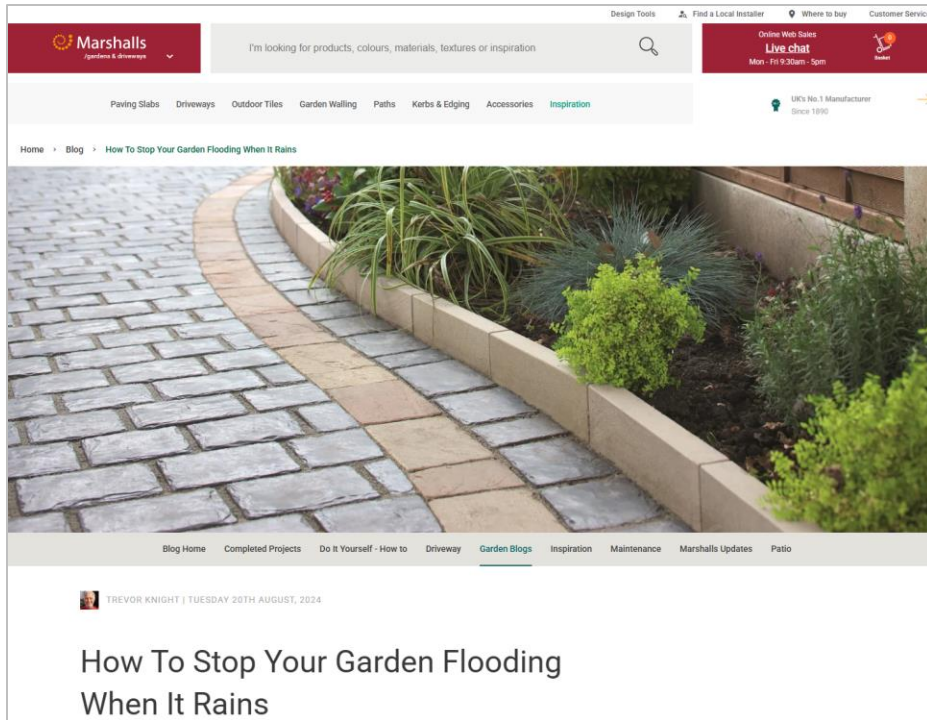 Design Tools Find a Local Installer Where to buy Customer Servic
Marshalls
/gardens & driveways
I'm looking for products, colours, materials, textures or inspiration
Online Web Sales
Live chat
Mon - Fri 9:30am - 5pm
0
Basket
Paving Slabs Driveways Outdoor Tiles Garden Walling Paths Kerbs & Edging Accessories Inspiration
UK's No.1 Manufacturer
Since 1890
Home > Blog > How To Stop Your Garden Flooding When It Rains
Blog Home Completed Projects Do It Yourself - How to Driveway Garden Blogs Inspiration Maintenance Marshalls Updates Patio
TREVOR KNIGHT | TUESDAY 20TH AUGUST, 2024
How To Stop Your Garden Flooding
When It Rains